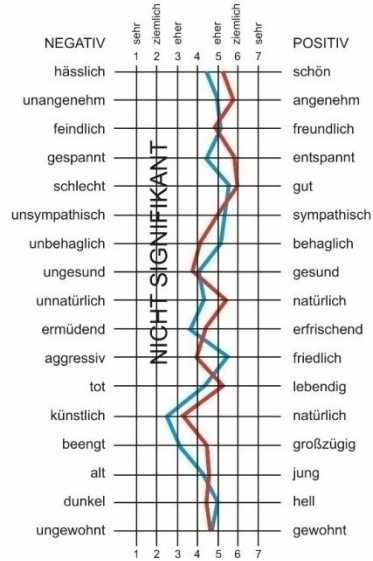 NEGATIV sehr ziemlich eher eher ziemlich sehr POSITIV
1 2 3 4 5 6 7
hässlich schön
unangenehm angenehm
feindlich freundlich
gespannt entspannt
schlecht gut
unsympathisch sympathisch
unbehaglich behaglich
ungesund gesund
unnatürlich natürlich
ermüdend erfrischend
aggressiv friedlich
tot lebendig
künstlich natürlich
beengt großzügig
alt jung
dunkel hell
ungewohnt gewohnt
1 2 3 4 5 6 7
NICHT SIGNIFIKANT